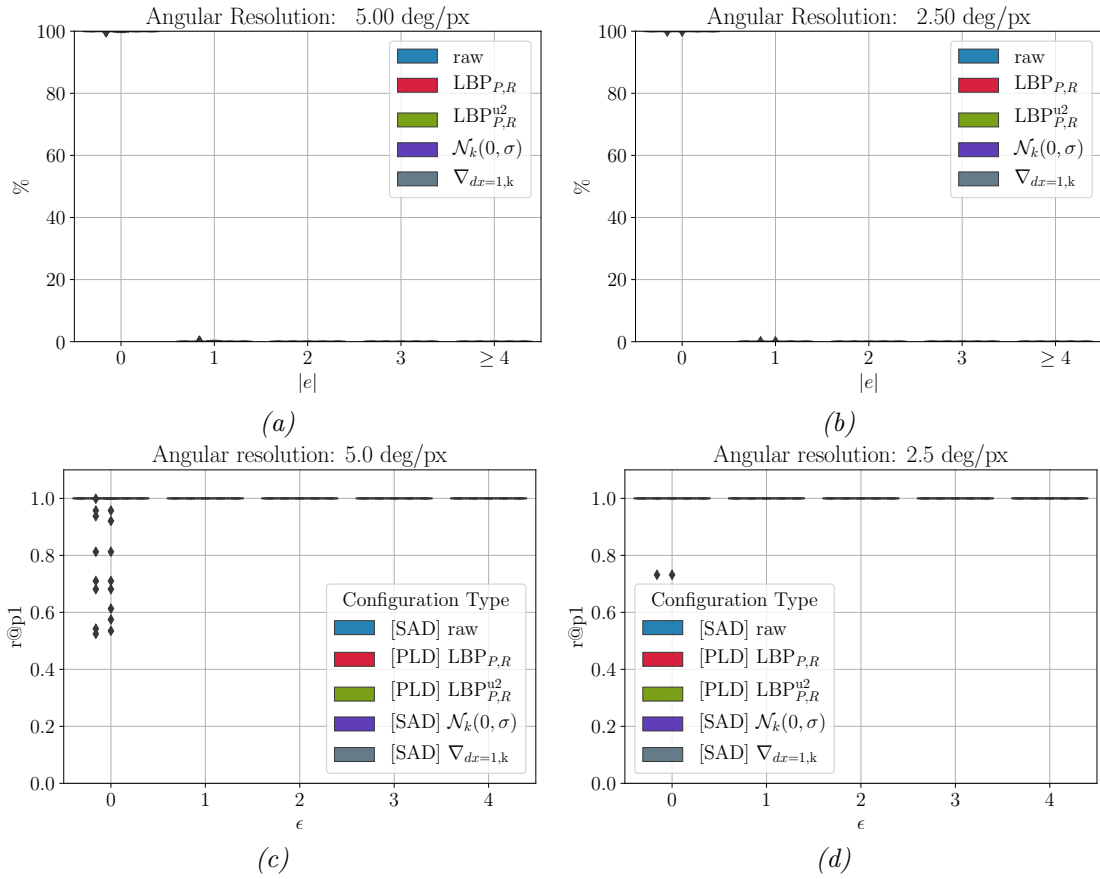 Angular Resolution: 5.00 deg/px
100
80
60
40
20
0
%
raw
LBP_{P,R}
LBP^{u2}_{P,R}
𝒩_k(0, σ)
∇_{dx=1,k}
0 1 2 3 ≥ 4
|e|
(a)
Angular Resolution: 2.50 deg/px
100
80
60
40
20
0
%
raw
LBP_{P,R}
LBP^{u2}_{P,R}
𝒩_k(0, σ)
∇_{dx=1,k}
0 1 2 3 ≥ 4
|e|
(b)
Angular resolution: 5.0 deg/px
1.0
0.8
0.6
0.4
0.2
0.0
r@p1
Configuration Type
[SAD] raw
[PLD] LBP_{P,R}
[PLD] LBP^{u2}_{P,R}
[SAD] 𝒩_k(0, σ)
[SAD] ∇_{dx=1,k}
0 1 2 3 4
ϵ
(c)
Angular resolution: 2.5 deg/px
1.0
0.8
0.6
0.4
0.2
0.0
r@p1
Configuration Type
[SAD] raw
[PLD] LBP_{P,R}
[PLD] LBP^{u2}_{P,R}
[SAD] 𝒩_k(0, σ)
[SAD] ∇_{dx=1,k}
0 1 2 3 4
ϵ
(d)